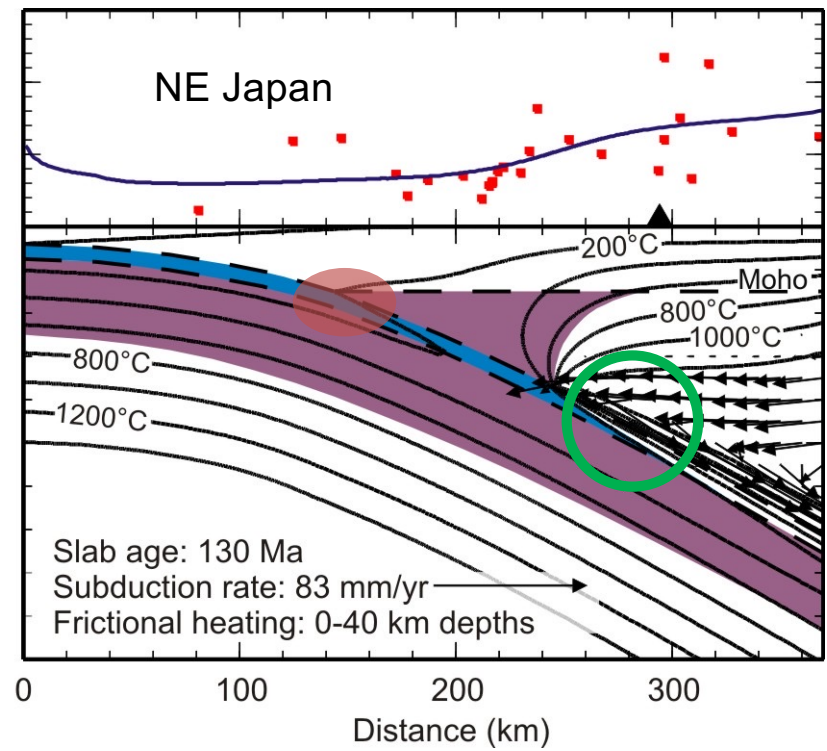 NE Japan
200°C
Moho
800°C
1000°C
800°C
1200°C
Slab age: 130 Ma
Subduction rate: 83 mm/yr
Frictional heating: 0-40 km depths
0 100 200 300
Distance (km)